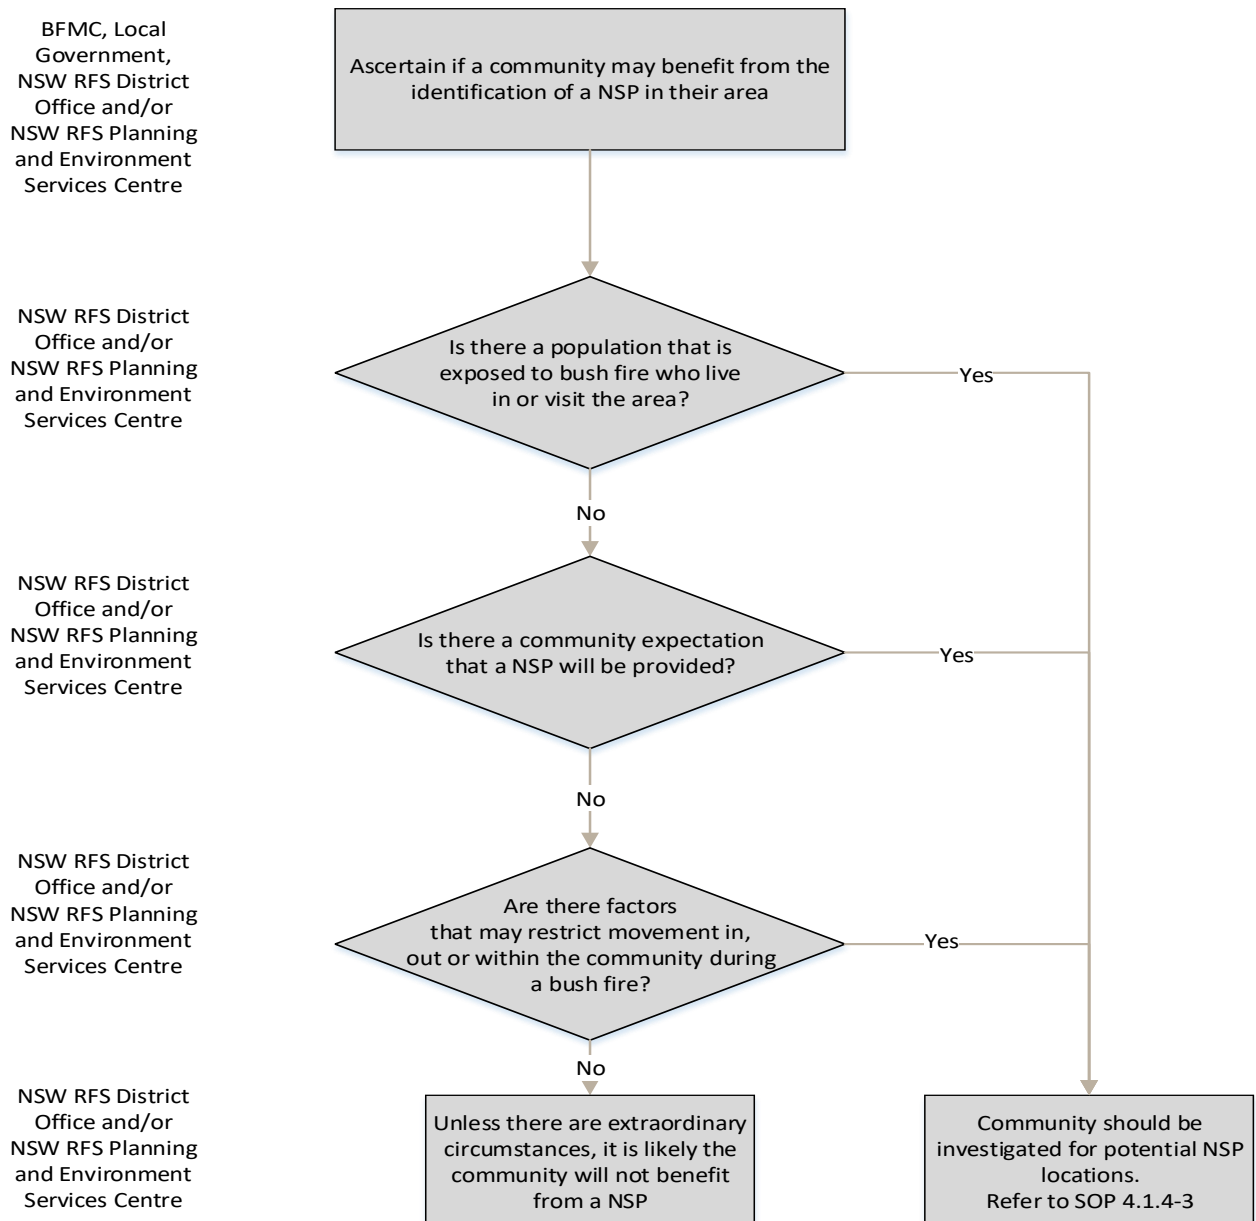 BFMC, Local
Government,
NSW RFS District
Office and/or
NSW RFS Planning
and Environment
Services Centre
Ascertain if a community may benefit from the
identification of a NSP in their area
NSW RFS District
Office and/or
NSW RFS Planning
and Environment
Services Centre
Is there a population that is
exposed to bush fire who live
in or visit the area?
Yes
No
NSW RFS District
Office and/or
NSW RFS Planning
and Environment
Services Centre
Is there a community expectation
that a NSP will be provided?
Yes
No
NSW RFS District
Office and/or
NSW RFS Planning
and Environment
Services Centre
Are there factors
that may restrict movement in,
out or within the community during
a bush fire?
Yes
No
NSW RFS District
Office and/or
NSW RFS Planning
and Environment
Services Centre
Unless there are extraordinary
circumstances, it is likely the
community will not benefit
from a NSP
Community should be
investigated for potential NSP
locations.
Refer to SOP 4.1.4-3